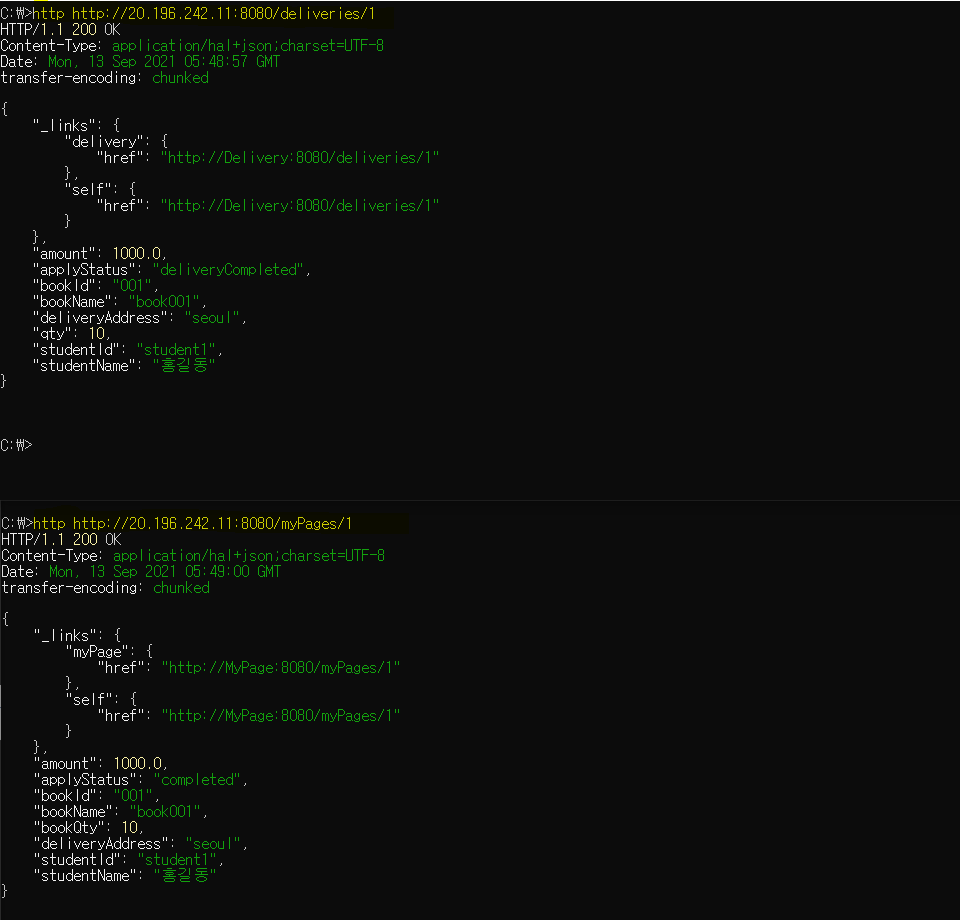 C:₩>http http://20.196.242.11:8080/deliveries/1
HTTP/1.1 200 OK
Content-Type: application/hal+json;charset=UTF-8
Date: Mon, 13 Sep 2021 05:48:57 GMT
transfer-encoding: chunked
{
    "_links": {
        "delivery": {
            "href": "http://Delivery:8080/deliveries/1"
        },
        "self": {
            "href": "http://Delivery:8080/deliveries/1"
        }
    },
    "amount": 1000.0,
    "applyStatus": "deliveryCompleted",
    "bookId": "001",
    "bookName": "book001",
    "deliveryAddress": "seoul",
    "qty": 10,
    "studentId": "student1",
    "studentName": "홍길동"
}
C:₩>
C:₩>http http://20.196.242.11:8080/myPages/1
HTTP/1.1 200 OK
Content-Type: application/hal+json;charset=UTF-8
Date: Mon, 13 Sep 2021 05:49:00 GMT
transfer-encoding: chunked
{
    "_links": {
        "myPage": {
            "href": "http://MyPage:8080/myPages/1"
        },
        "self": {
            "href": "http://MyPage:8080/myPages/1"
        }
    },
    "amount": 1000.0,
    "applyStatus": "completed",
    "bookId": "001",
    "bookName": "book001",
    "bookQty": 10,
    "deliveryAddress": "seoul",
    "studentId": "student1",
    "studentName": "홍길동"
}